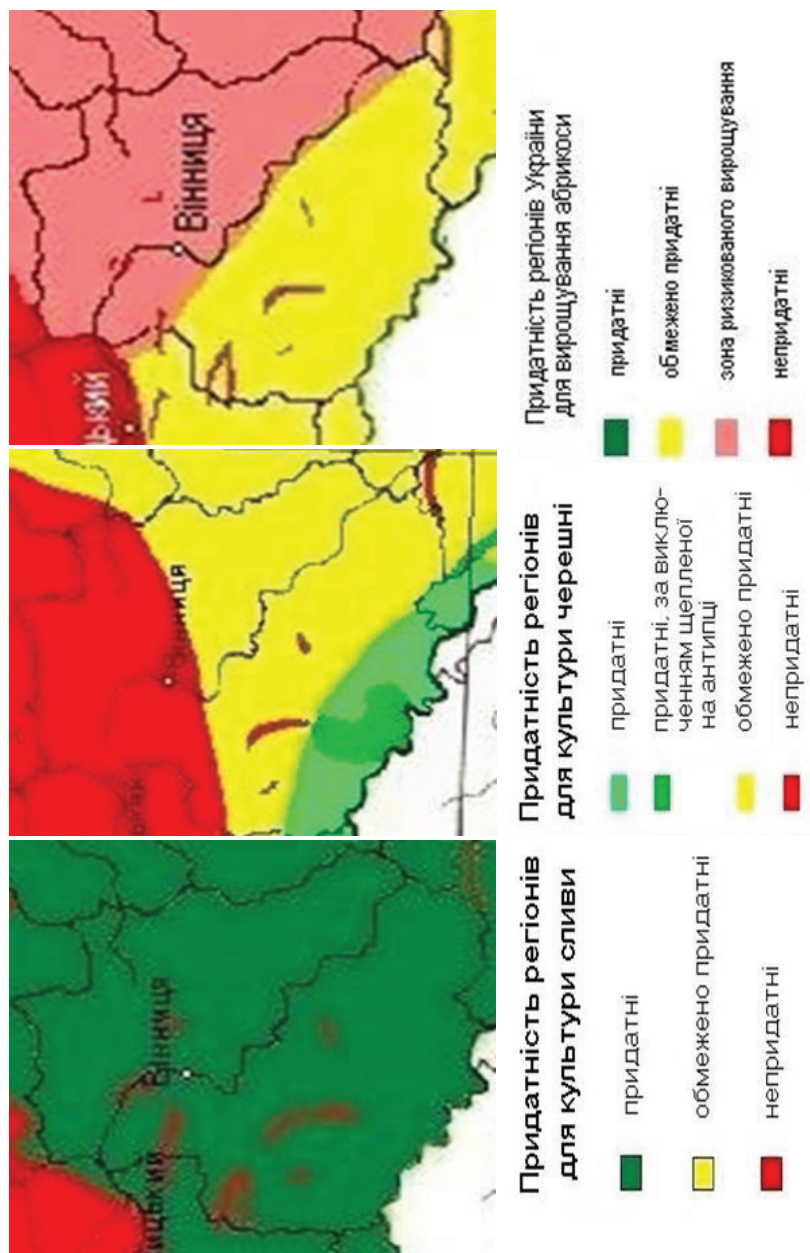 ицький
Вінниця
Придатність регіонів
для культури сливи
придатні
обмежено придатні
непридатні
Вінниця
Придатність регіонів
для культури черешні
придатні
придатні, за виклю-
ченням щепленої
на антипці
обмежено придатні
непридатні
ький
Вінниця
Придатність регіонів України
для вирощування абрикоси
придатні
обмежено придатні
зона ризикованого вирощування
непридатні